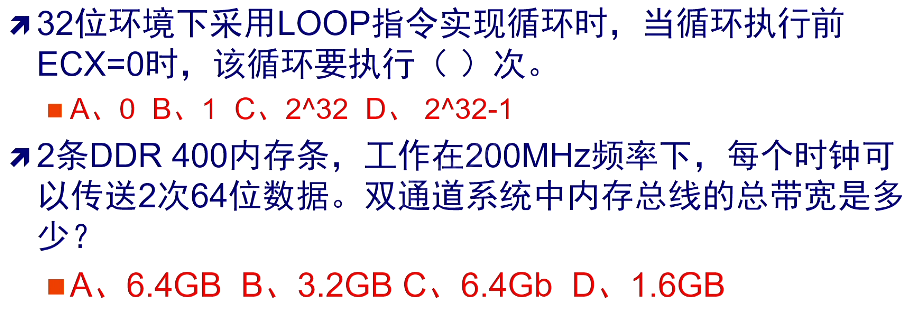 32位环境下采用LOOP指令实现循环时，当循环执行前
ECX=0时，该循环要执行（ ）次。
A、0 B、1 C、2^32 D、 2^32-1
2条DDR 400内存条，工作在200MHz频率下，每个时钟可
以传送2次64位数据。双通道系统中内存总线的总带宽是多
少？
A、6.4GB B、3.2GB C、6.4Gb D、1.6GB